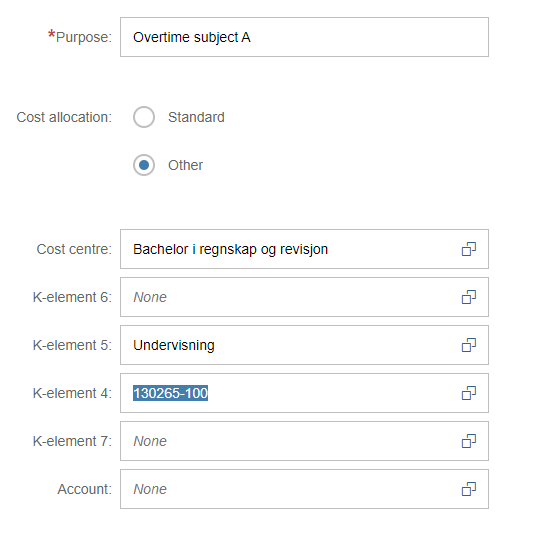 *Purpose: Overtime subject A
Cost allocation: Standard
Other
Cost centre: Bachelor i regnskap og revisjon
K-element 6: None
K-element 5: Undervisning
K-element 4: 130265-100
K-element 7: None
Account: None